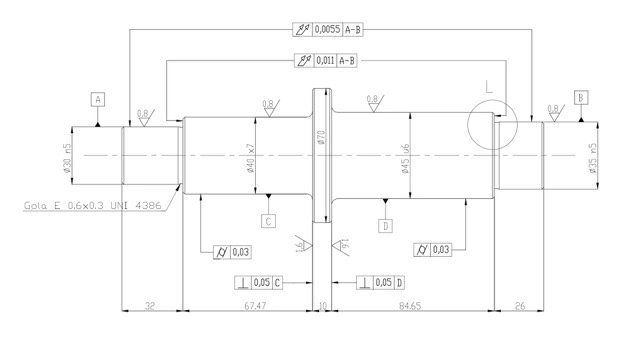 0,0055 A-B
0,011 A-B
L
A
0.8
0.8
0.8
0.8
B
Ø30 n5
Ø40 x7
Ø70
Ø45 u6
Ø35 n5
Gola E 0.6x0.3 UNI 4386
C
D
0,03
1.6
1.6
0,03
0,05 C
0,05 D
32
67.47
10
84.65
26